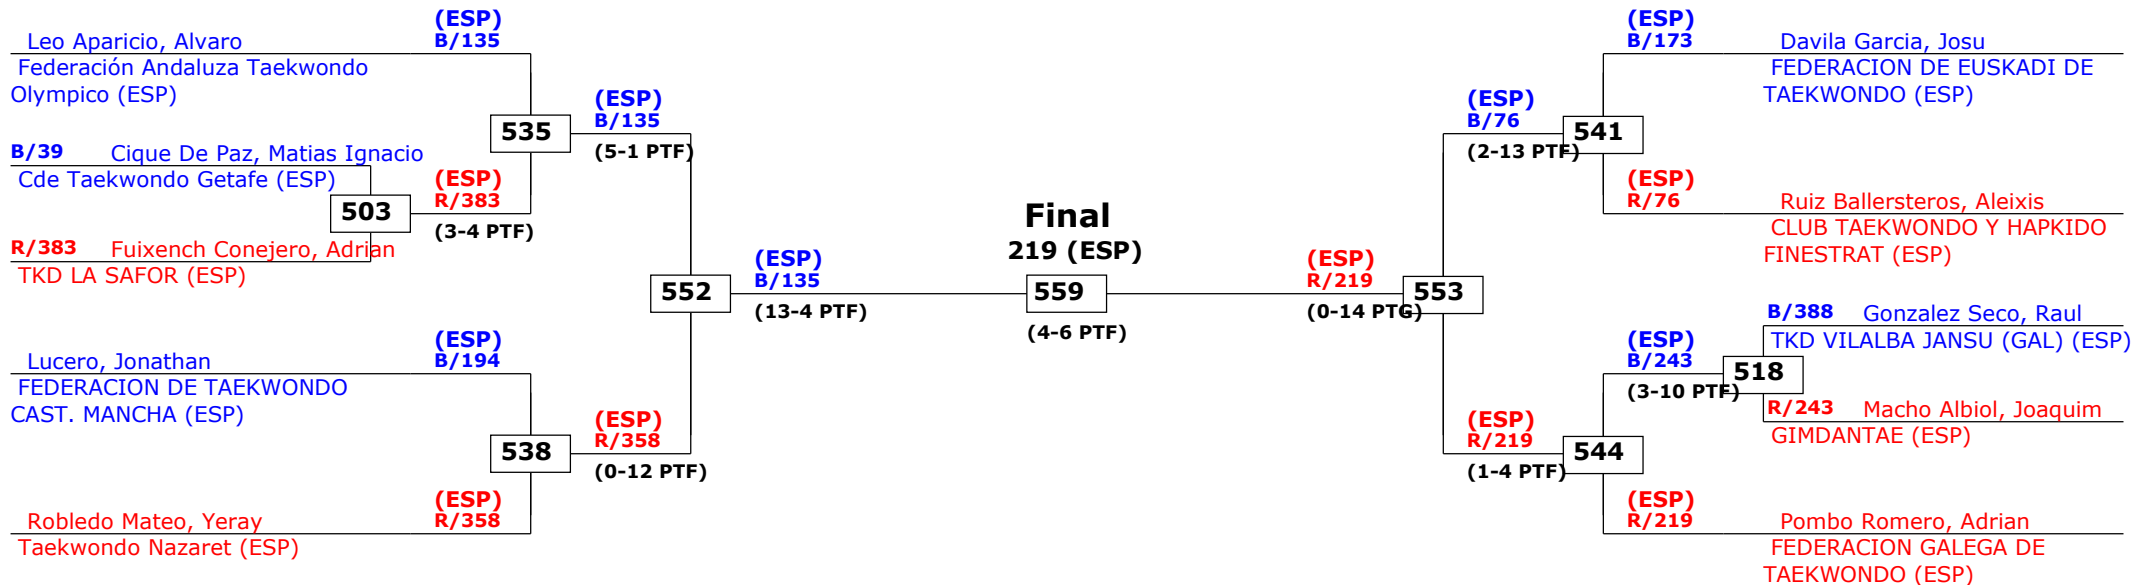 (ESP)
B/135
Leo Aparicio, Alvaro
Federación Andaluza Taekwondo
Olympico (ESP)
535
(ESP)
B/135
(5-1 PTF)
B/39 Cique De Paz, Matias Ignacio
Cde Taekwondo Getafe (ESP)
503
(ESP)
R/383
(3-4 PTF)
R/383 Fuixench Conejero, Adrian
TKD LA SAFOR (ESP)
552
(ESP)
B/135
(13-4 PTF)
(ESP)
B/194
Lucero, Jonathan
FEDERACION DE TAEKWONDO
CAST. MANCHA (ESP)
538
(ESP)
R/358
(0-12 PTF)
(ESP)
R/358
Robledo Mateo, Yeray
Taekwondo Nazaret (ESP)
Final
219 (ESP)
559
(4-6 PTF)
(ESP)
B/173
Davila Garcia, Josu
FEDERACION DE EUSKADI DE
TAEKWONDO (ESP)
(ESP)
B/76
541
(2-13 PTF)
(ESP)
R/76
Ruiz Ballersteros, Aleixis
CLUB TAEKWONDO Y HAPKIDO
FINESTRAT (ESP)
(ESP)
R/219
553
(0-14 PTG)
B/388 Gonzalez Seco, Raul
TKD VILALBA JANSU (GAL) (ESP)
(ESP)
B/243
518
(3-10 PTF)
R/243 Macho Albiol, Joaquim
GIMDANTAE (ESP)
(ESP)
R/219
544
(1-4 PTF)
(ESP)
R/219
Pombo Romero, Adrian
FEDERACION GALEGA DE
TAEKWONDO (ESP)